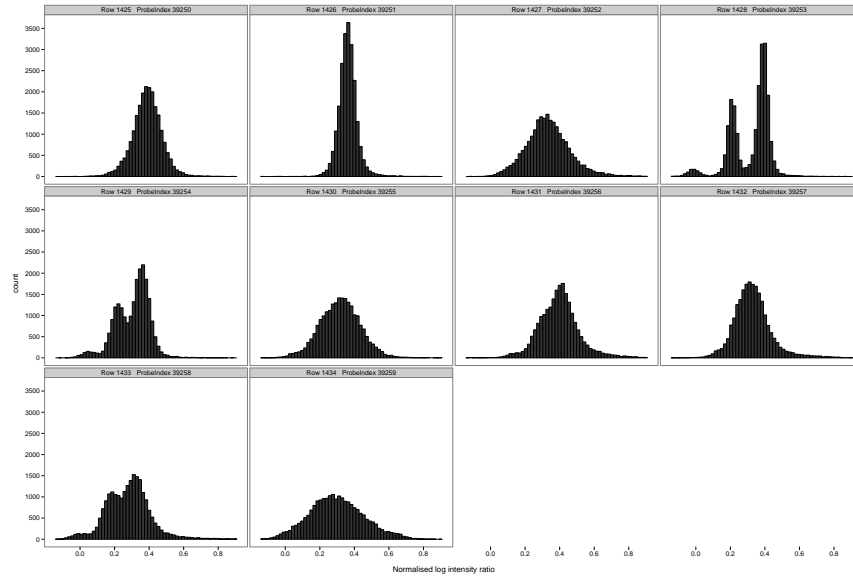 Row 1425 ProbeIndex 39250
Row 1426 ProbeIndex 39251
Row 1427 ProbeIndex 39252
Row 1428 ProbeIndex 39253
3500
3000
2500
2000
1500
1000
500
0
Row 1429 ProbeIndex 39254
Row 1430 ProbeIndex 39255
Row 1431 ProbeIndex 39256
Row 1432 ProbeIndex 39257
3500
3000
2500
2000
1500
1000
500
0
count
Row 1433 ProbeIndex 39258
Row 1434 ProbeIndex 39259
3500
3000
2500
2000
1500
1000
500
0
0.0 0.2 0.4 0.6 0.8
0.0 0.2 0.4 0.6 0.8
0.0 0.2 0.4 0.6 0.8
0.0 0.2 0.4 0.6 0.8
Normalised log intensity ratio